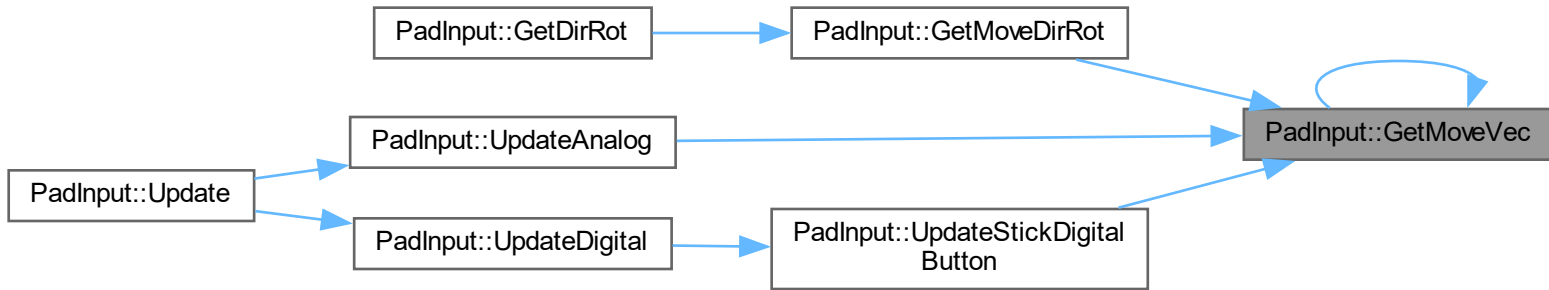 PadInput::GetDirRot
PadInput::GetMoveDirRot
PadInput::GetMoveVec
PadInput::UpdateAnalog
PadInput::Update
PadInput::UpdateDigital
PadInput::UpdateStickDigital
Button